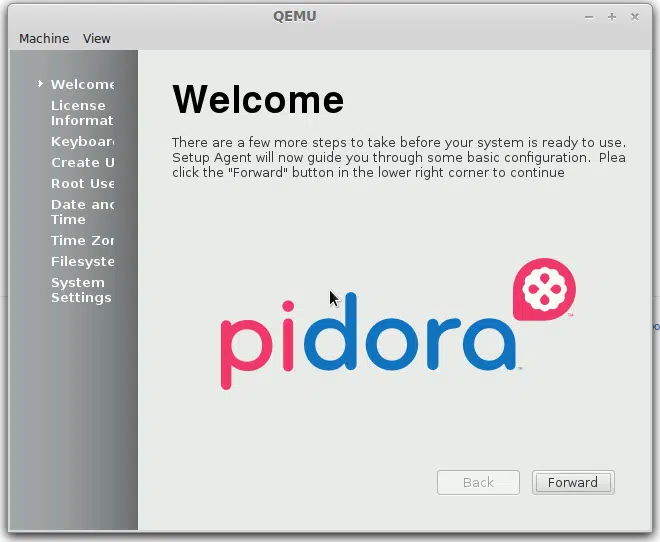 QEMU
Machine View
Welcome
License
Informat
Keyboar
Create U
Root Use
Date and
Time
Time Zo
Filesyste
System
Settings
Welcome
There are a few more steps to take before your system is ready to use.
Setup Agent will now guide you through some basic configuration. Plea
click the "Forward" button in the lower right corner to continue
pidora
TM
Back
Forward